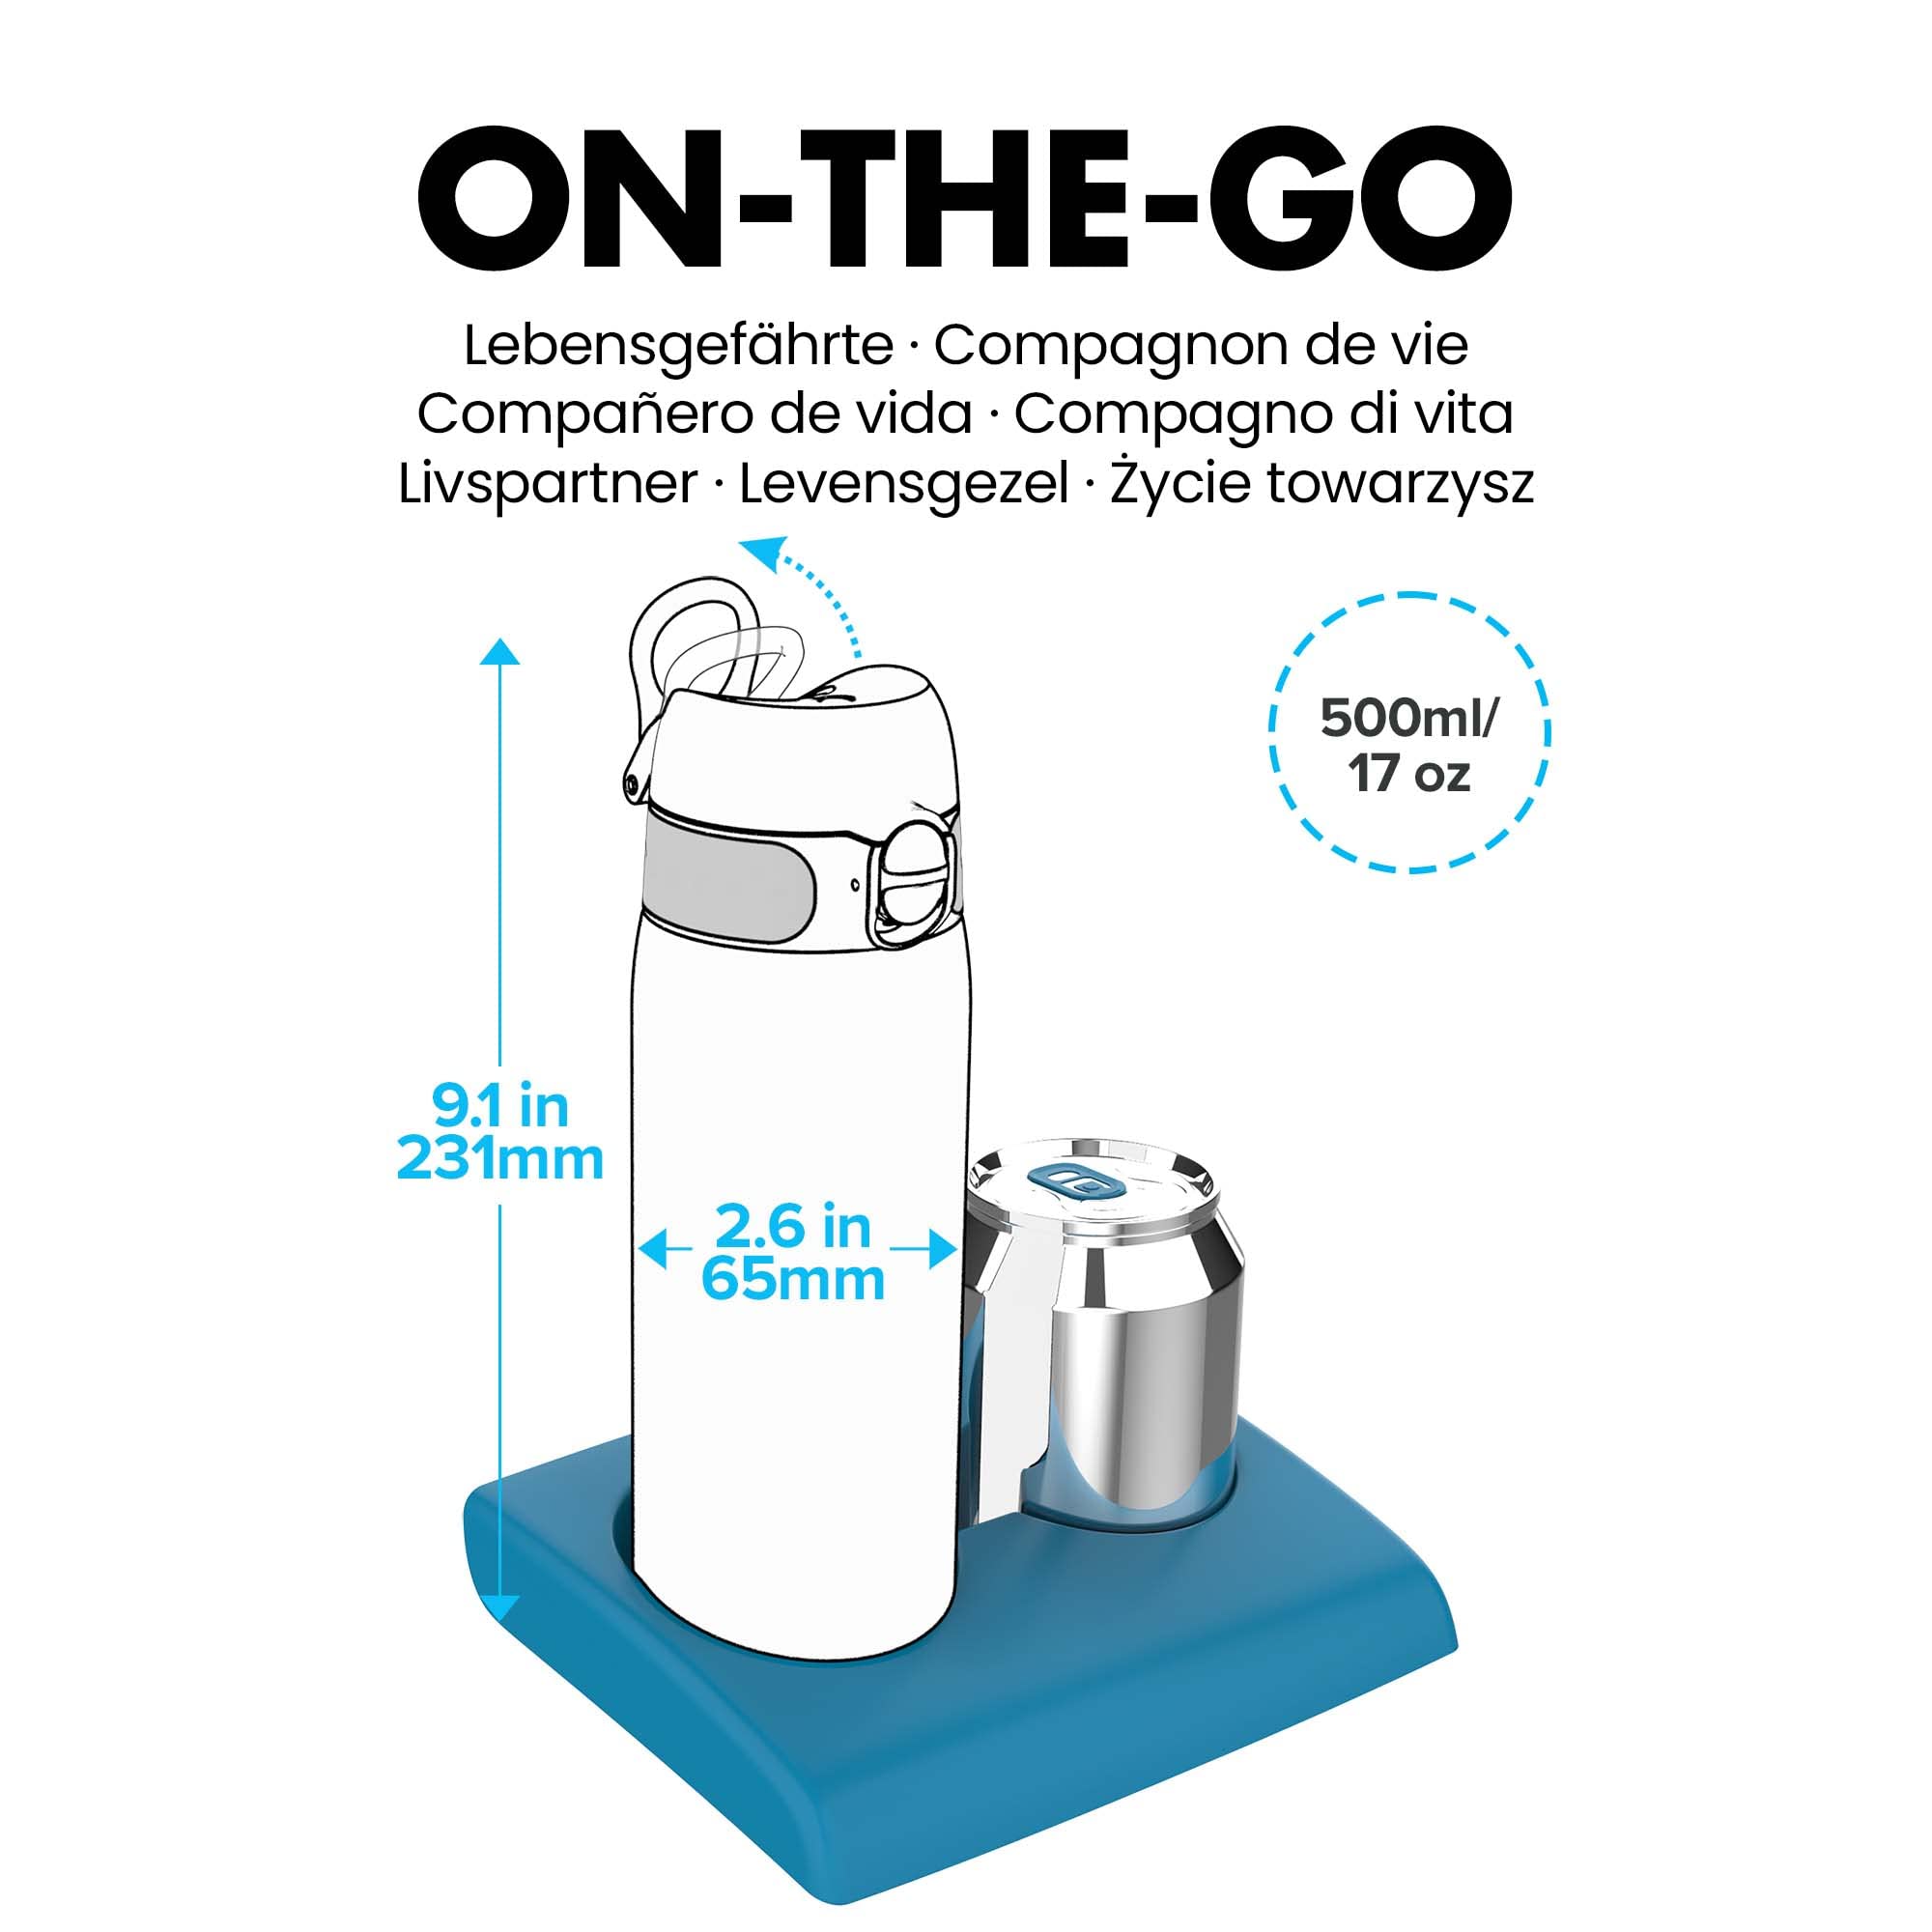 ON-THE-GO
Lebensgefährte · Compagnon de vie
Compañero de vida · Compagno di vita
Livspartner · Levensgezel · Życie towarzysz
500ml/
17 oz
9.1 in
231mm
2.6 in
65mm